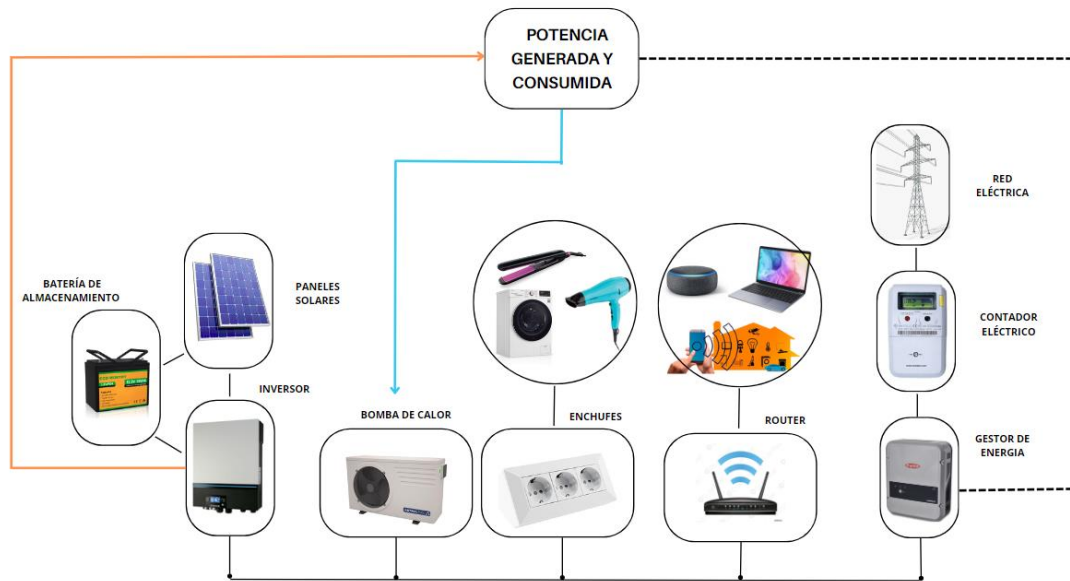 POTENCIA
GENERADA Y
CONSUMIDA
RED
ELÉCTRICA
BATERÍA DE
ALMACENAMIENTO
PANELES
SOLARES
CONTADOR
ELÉCTRICO
INVERSOR
BOMBA DE CALOR
ENCHUFES
ROUTER
GESTOR DE
ENERGIA